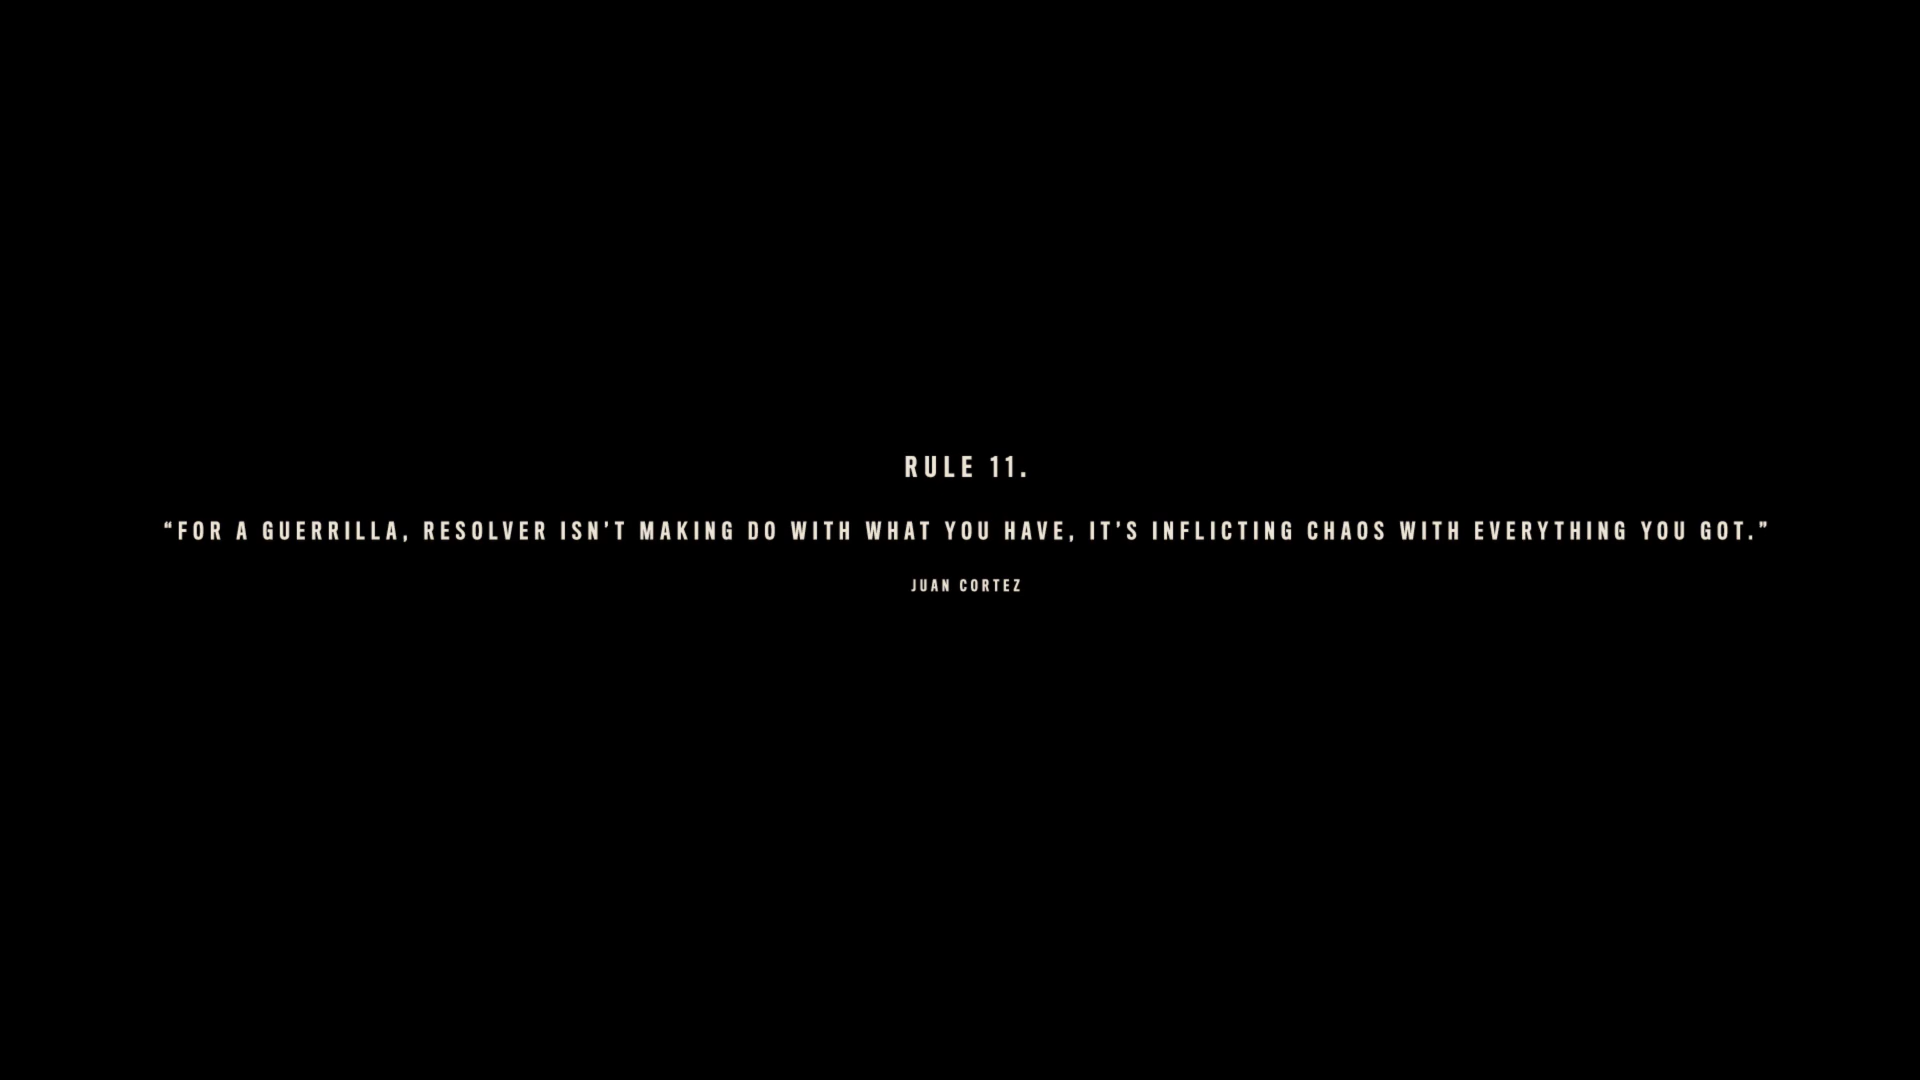 RULE 11.
“FOR A GUERRILLA, RESOLVER ISN’T MAKING DO WITH WHAT YOU HAVE, IT’S INFLICTING CHAOS WITH EVERYTHING YOU GOT.”
JUAN CORTEZ